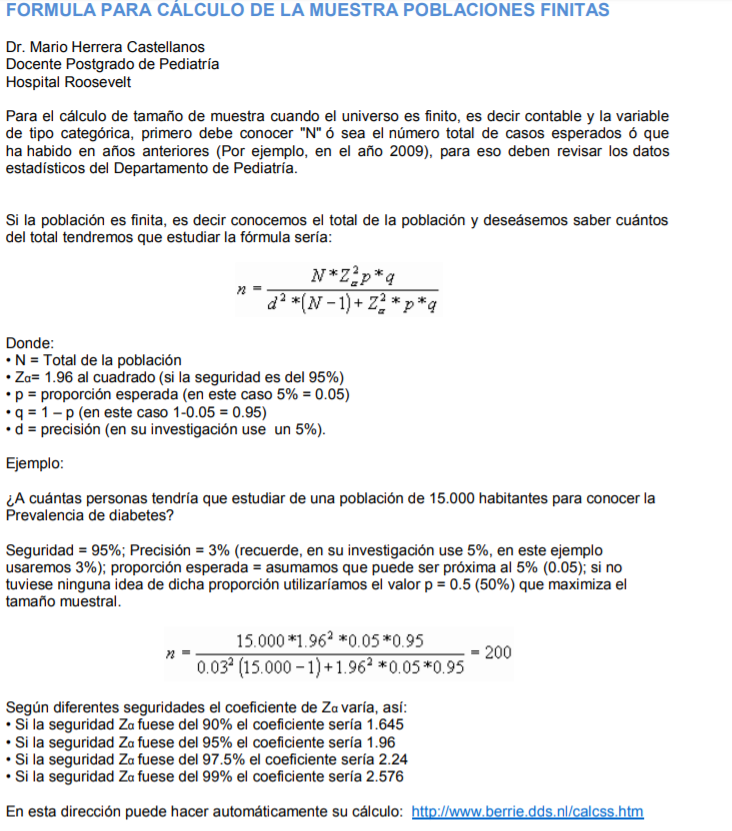 FORMULA PARA CÁLCULO DE LA MUESTRA POBLACIONES FINITAS
Dr. Mario Herrera Castellanos
Docente Postgrado de Pediatría
Hospital Roosevelt
Para el cálculo de tamaño de muestra cuando el universo es finito, es decir contable y la variable
de tipo categórica, primero debe conocer "N" ó sea el número total de casos esperados ó que
ha habido en años anteriores (Por ejemplo, en el año 2009), para eso deben revisar los datos
estadísticos del Departamento de Pediatría.
Si la población es finita, es decir conocemos el total de la población y deseásemos saber cuántos
del total tendremos que estudiar la fórmula sería:
n = N * Z²α p * q / d² * (N – 1) + Z²α * p * q
Donde:
• N = Total de la población
• Zα= 1.96 al cuadrado (si la seguridad es del 95%)
• p = proporción esperada (en este caso 5% = 0.05)
• q = 1 – p (en este caso 1-0.05 = 0.95)
• d = precisión (en su investigación use un 5%).
Ejemplo:
¿A cuántas personas tendría que estudiar de una población de 15.000 habitantes para conocer la
Prevalencia de diabetes?
Seguridad = 95%; Precisión = 3% (recuerde, en su investigación use 5%, en este ejemplo
usaremos 3%); proporción esperada = asumamos que puede ser próxima al 5% (0.05); si no
tuviese ninguna idea de dicha proporción utilizaríamos el valor p = 0.5 (50%) que maximiza el
tamaño muestral.
n = 15.000 * 1.96² * 0.05 * 0.95 / 0.03² (15.000 – 1) + 1.96² * 0.05 * 0.95 = 200
Según diferentes seguridades el coeficiente de Zα varía, así:
• Si la seguridad Zα fuese del 90% el coeficiente sería 1.645
• Si la seguridad Zα fuese del 95% el coeficiente sería 1.96
• Si la seguridad Zα fuese del 97.5% el coeficiente sería 2.24
• Si la seguridad Zα fuese del 99% el coeficiente sería 2.576
En esta dirección puede hacer automáticamente su cálculo: http://www.berrie.dds.nl/calcss.htm